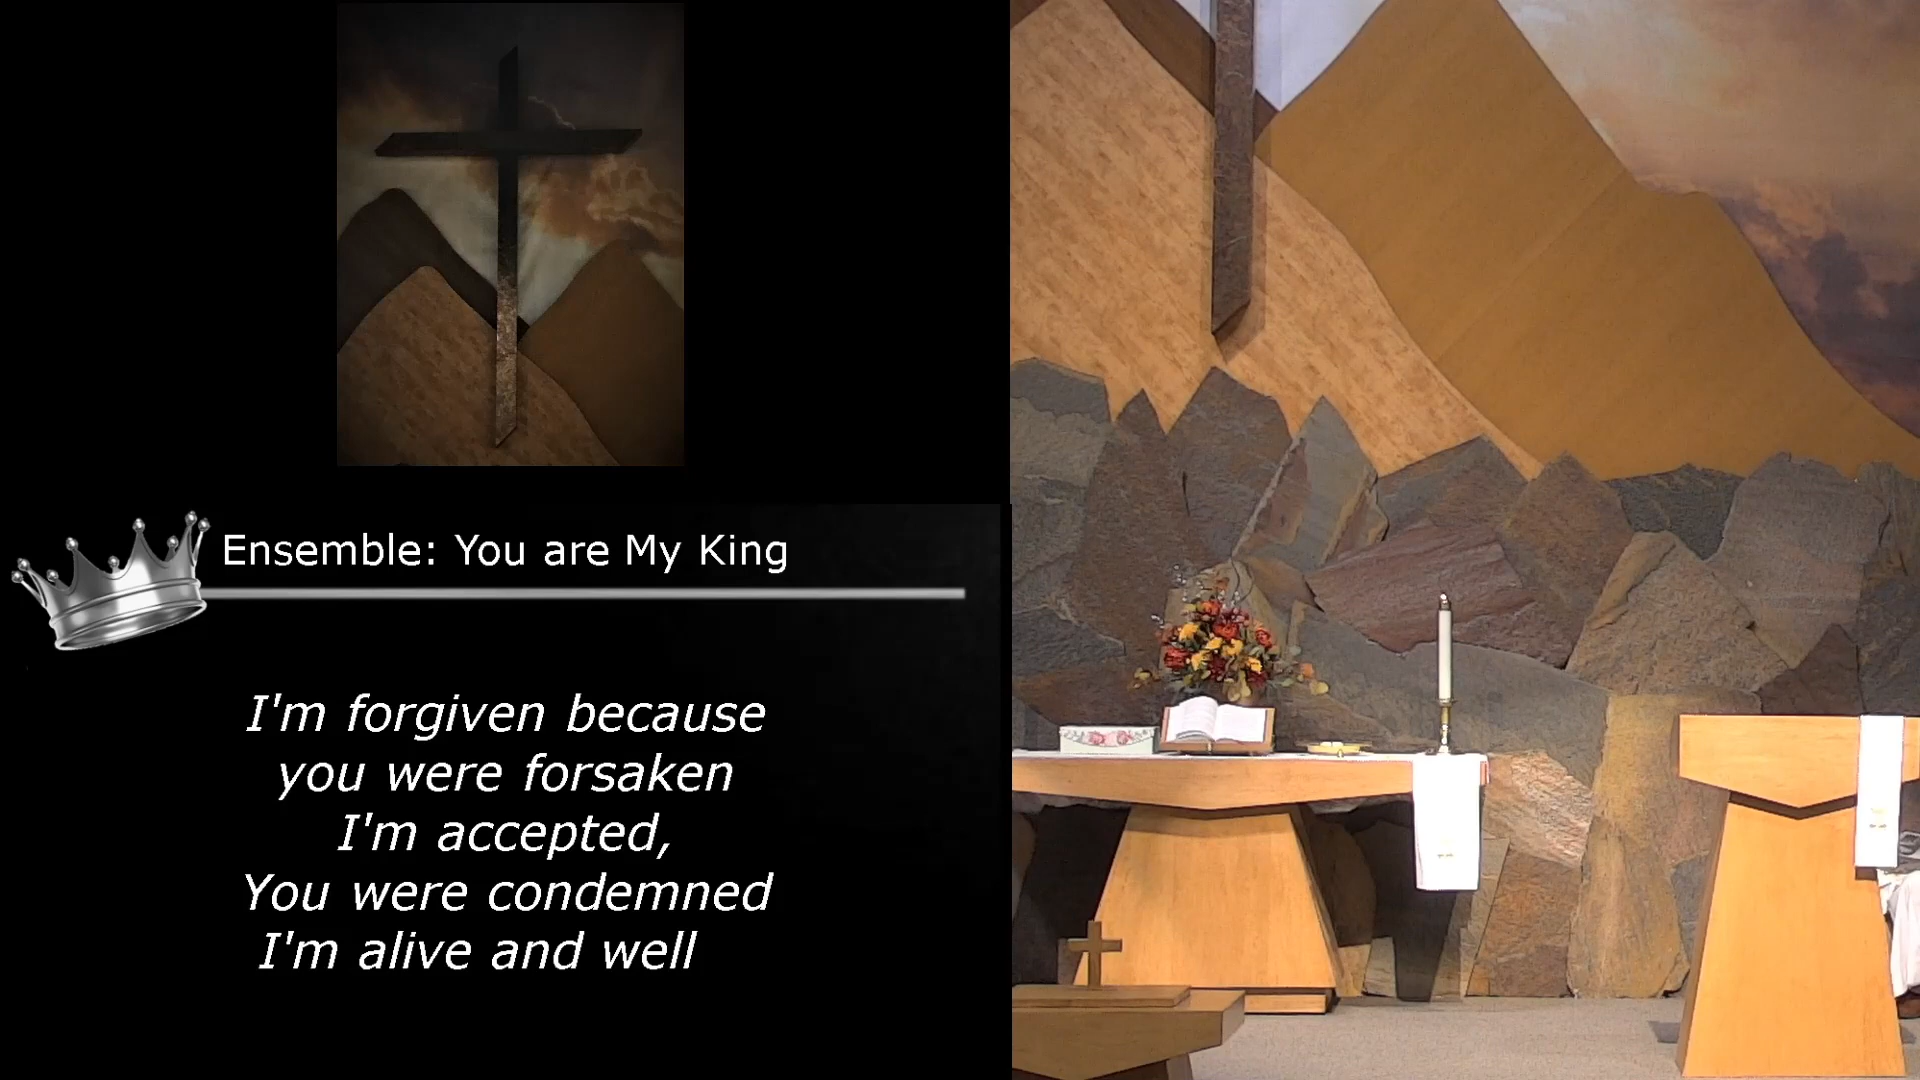 Ensemble: You are My King
I'm forgiven because
you were forsaken
I'm accepted,
You were condemned
I'm alive and well